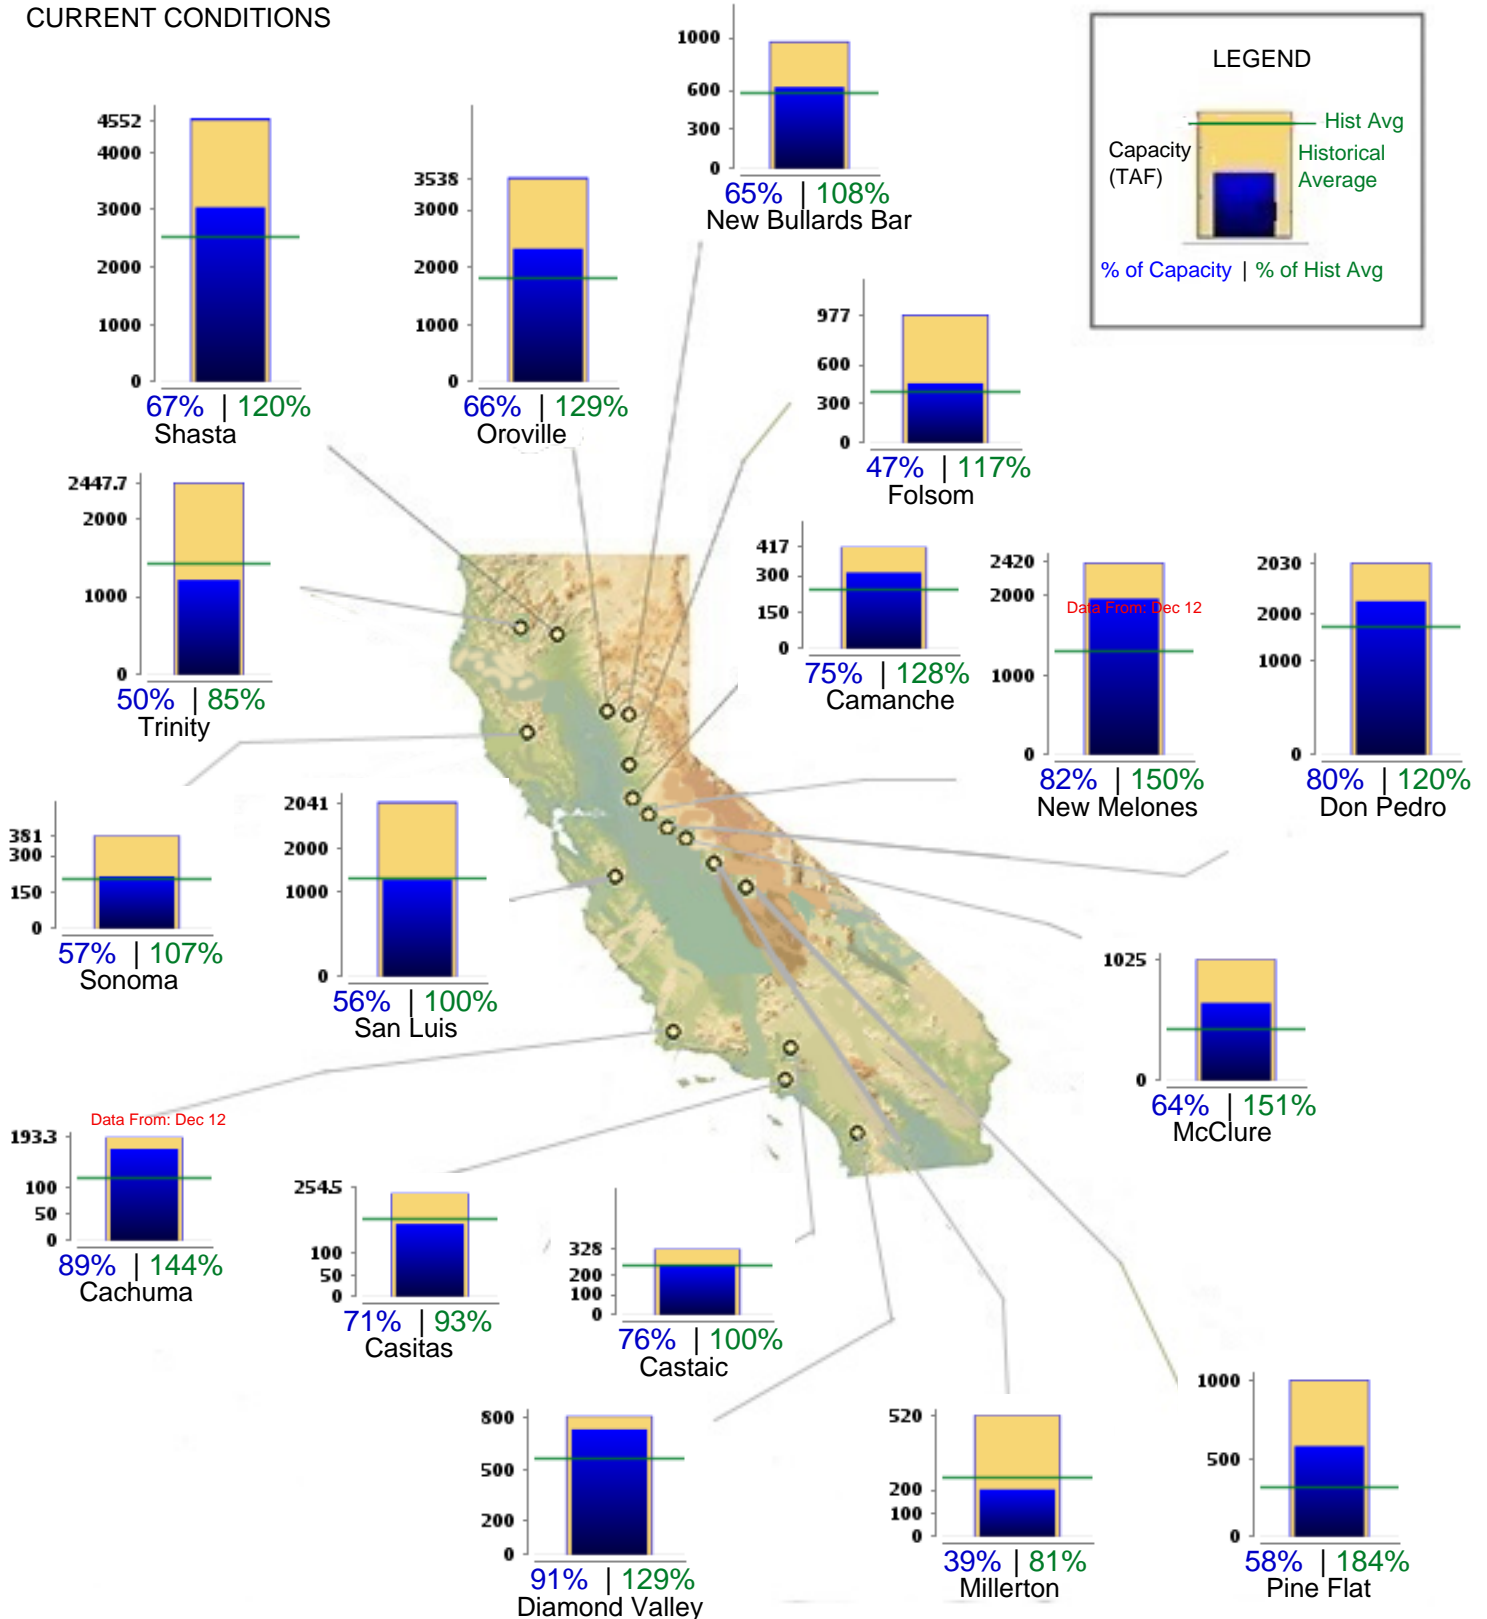 CURRENT CONDITIONS
LEGEND
Hist Avg
Capacity
(TAF)
Historical
Average
% of Capacity | % of Hist Avg
1000
600
300
0
65% | 108%
New Bullards Bar
4552
4000
3000
2000
1000
0
67% | 120%
Shasta
3538
3000
2000
1000
0
66% | 129%
Oroville
977
600
300
0
47% | 117%
Folsom
2447.7
2000
1000
0
50% | 85%
Trinity
417
300
150
0
75% | 128%
Camanche
2420
2000
1000
0
Data From: Dec 12
82% | 150%
New Melones
2030
2000
1000
0
80% | 120%
Don Pedro
381
300
150
0
57% | 107%
Sonoma
2041
2000
1000
0
56% | 100%
San Luis
1025
0
64% | 151%
McClure
Data From: Dec 12
193.3
100
50
0
89% | 144%
Cachuma
254.5
100
50
0
71% | 93%
Casitas
328
200
100
0
76% | 100%
Castaic
800
500
200
0
91% | 129%
Diamond Valley
520
200
100
0
39% | 81%
Millerton
1000
500
0
58% | 184%
Pine Flat